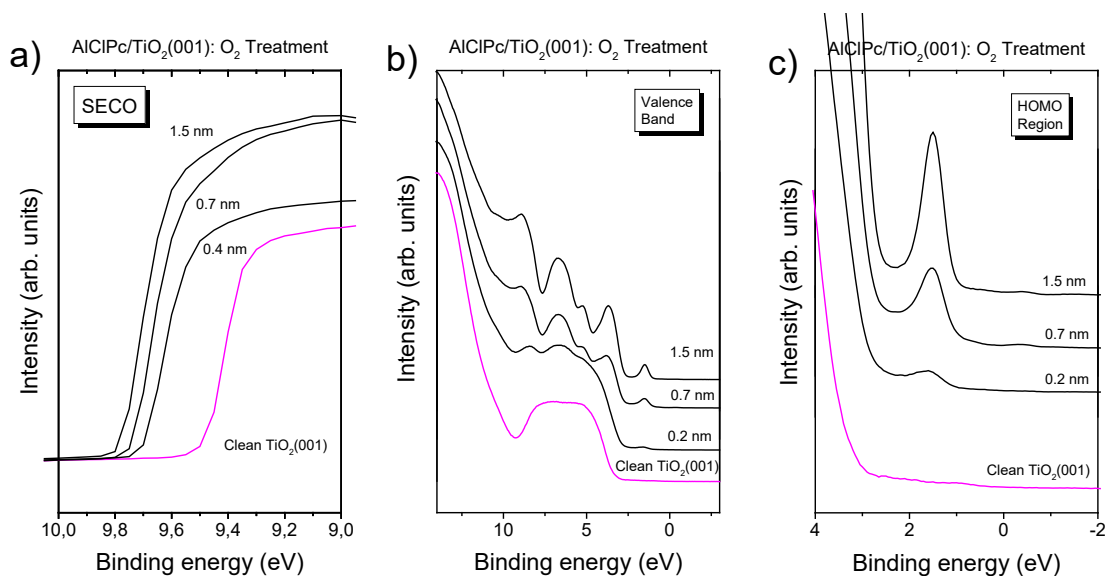 a)
AlClPc/TiO₂(001): O₂ Treatment
SECO
1.5 nm
0.7 nm
0.4 nm
Clean TiO₂(001)
Intensity (arb. units)
10,0 9,8 9,6 9,4 9,2 9,0
Binding energy (eV)
b)
AlClPc/TiO₂(001): O₂ Treatment
Valence
Band
1.5 nm
0.7 nm
0.2 nm
Clean TiO₂(001)
Intensity (arb. units)
10 5 0
Binding energy (eV)
c)
AlClPc/TiO₂(001): O₂ Treatment
HOMO
Region
1.5 nm
0.7 nm
0.2 nm
Clean TiO₂(001)
Intensity (arb. units)
4 2 0 -2
Binding energy (eV)